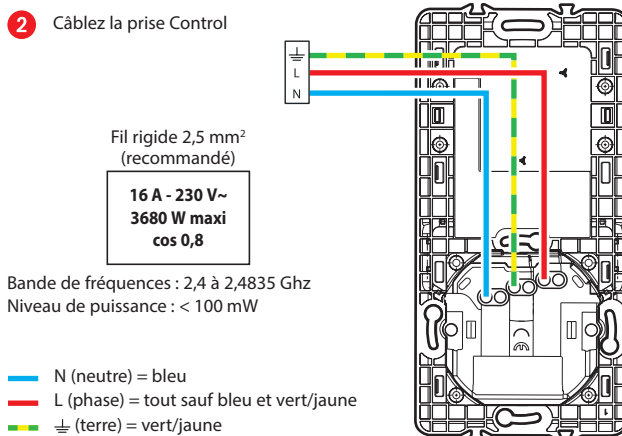 2 Câblez la prise Control
L
N
Fil rigide 2,5 mm²
(recommandé)
16 A - 230 V~
3680 W maxi
cos 0,8
Bande de fréquences : 2,4 à 2,4835 Ghz
Niveau de puissance : < 100 mW
N (neutre) = bleu
L (phase) = tout sauf bleu et vert/jaune
⏚ (terre) = vert/jaune